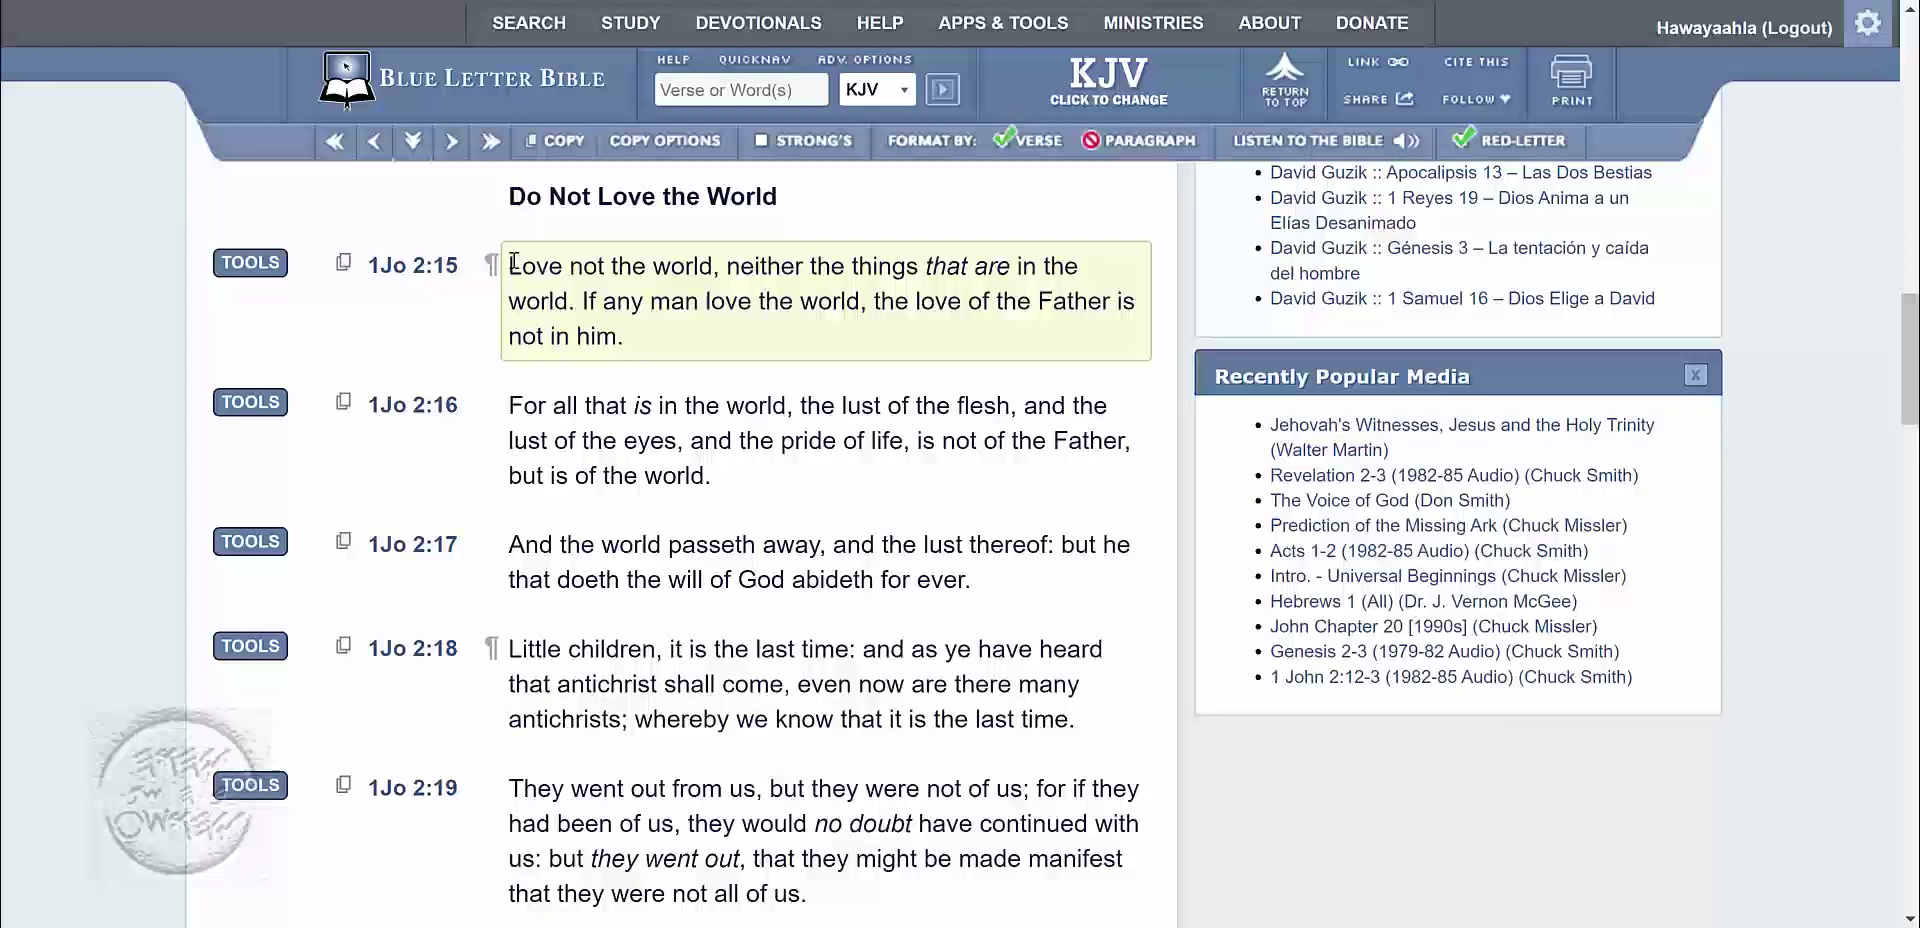 SEARCH STUDY DEVOTIONALS HELP APPS & TOOLS MINISTRIES ABOUT DONATE
Hawayaahla (Logout)
BLUE LETTER BIBLE
HELP QUICKNAV ADV. OPTIONS
Verse or Word(s) KJV
KJV
CLICK TO CHANGE
RETURN
TO TOP
LINK CITE THIS
SHARE FOLLOW
PRINT
COPY COPY OPTIONS STRONG'S FORMAT BY: VERSE PARAGRAPH LISTEN TO THE BIBLE RED-LETTER
Do Not Love the World
TOOLS 1Jo 2:15 ¶ Love not the world, neither the things that are in the
world. If any man love the world, the love of the Father is
not in him.
TOOLS 1Jo 2:16 For all that is in the world, the lust of the flesh, and the
lust of the eyes, and the pride of life, is not of the Father,
but is of the world.
TOOLS 1Jo 2:17 And the world passeth away, and the lust thereof: but he
that doeth the will of God abideth for ever.
TOOLS 1Jo 2:18 ¶ Little children, it is the last time: and as ye have heard
that antichrist shall come, even now are there many
antichrists; whereby we know that it is the last time.
TOOLS 1Jo 2:19 They went out from us, but they were not of us; for if they
had been of us, they would no doubt have continued with
us: but they went out, that they might be made manifest
that they were not all of us.
David Guzik :: Apocalipsis 13 – Las Dos Bestias
David Guzik :: 1 Reyes 19 – Dios Anima a un
Elías Desanimado
David Guzik :: Génesis 3 – La tentación y caída
del hombre
David Guzik :: 1 Samuel 16 – Dios Elige a David
Recently Popular Media x
Jehovah's Witnesses, Jesus and the Holy Trinity
(Walter Martin)
Revelation 2-3 (1982-85 Audio) (Chuck Smith)
The Voice of God (Don Smith)
Prediction of the Missing Ark (Chuck Missler)
Acts 1-2 (1982-85 Audio) (Chuck Smith)
Intro. - Universal Beginnings (Chuck Missler)
Hebrews 1 (All) (Dr. J. Vernon McGee)
John Chapter 20 [1990s] (Chuck Missler)
Genesis 2-3 (1979-82 Audio) (Chuck Smith)
1 John 2:12-3 (1982-85 Audio) (Chuck Smith)